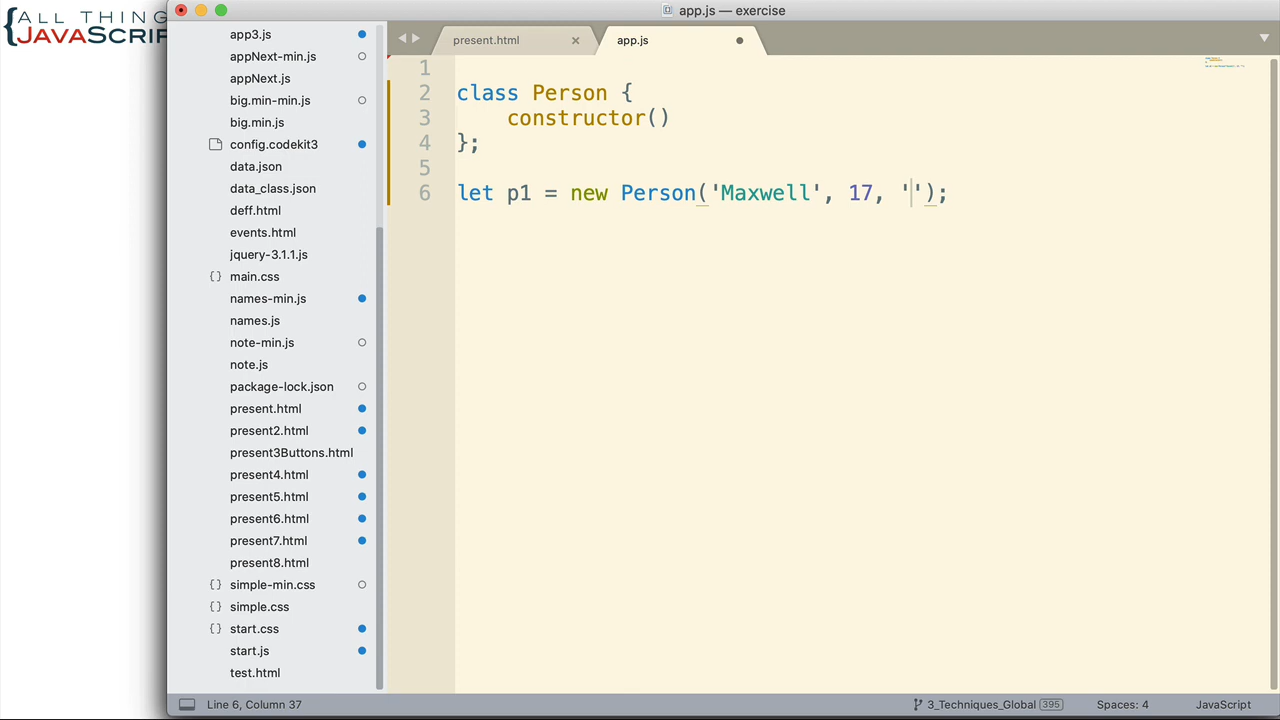 ALL THING
{JAVASCRI
app.js — exercise
present.html ×
app.js
app3.js
appNext-min.js
appNext.js
big.min-min.js
big.min.js
config.codekit3
data.json
data_class.json
deff.html
events.html
jquery-3.1.1.js
{} main.css
names-min.js
names.js
note-min.js
note.js
package-lock.json
present.html
present2.html
present3Buttons.html
present4.html
present5.html
present6.html
present7.html
present8.html
{} simple-min.css
{} simple.css
{} start.css
start.js
test.html
1
2 class Person {
3 constructor()
4 };
5
6 let p1 = new Person('Maxwell', 17, '');
Line 6, Column 37
3_Techniques_Global 395
Spaces: 4
JavaScript